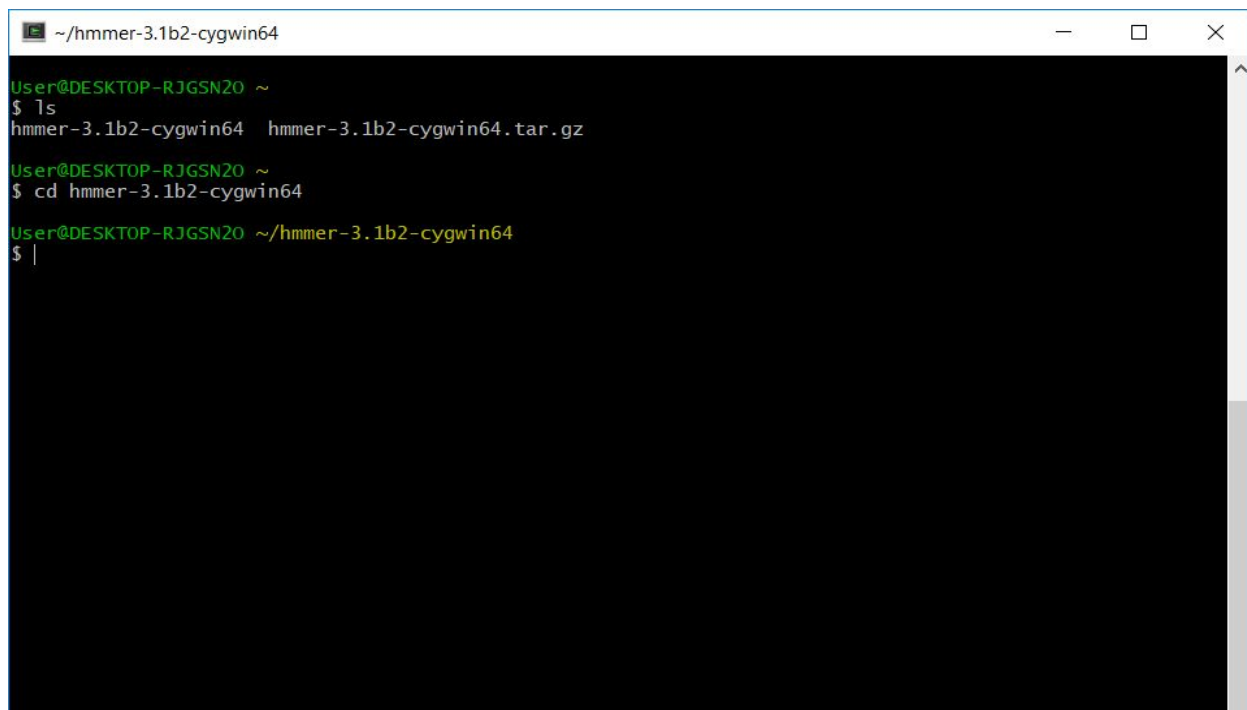 ~/hmmer-3.1b2-cygwin64
User@DESKTOP-RJGSN2O ~
$ ls
hmmer-3.1b2-cygwin64  hmmer-3.1b2-cygwin64.tar.gz
User@DESKTOP-RJGSN2O ~
$ cd hmmer-3.1b2-cygwin64
User@DESKTOP-RJGSN2O ~/hmmer-3.1b2-cygwin64
$